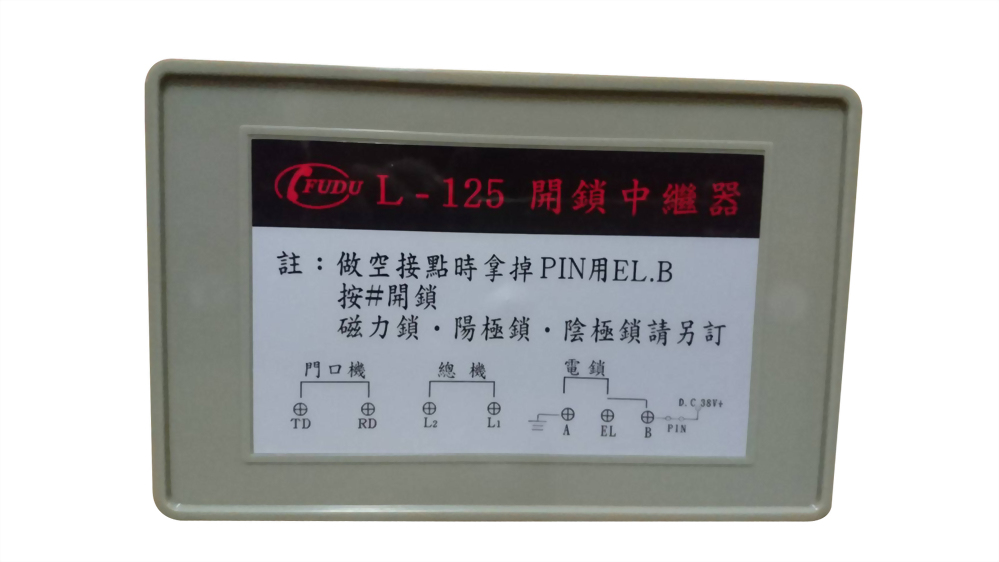 FUDU L-125 開鎖中繼器
註：做空接點時拿掉PIN用EL.B
按#開鎖
磁力鎖・陽極鎖・陰極鎖請另訂
門口機 總機 電鎖
D.C 38V+
TD RD L2 L1 A EL B PIN